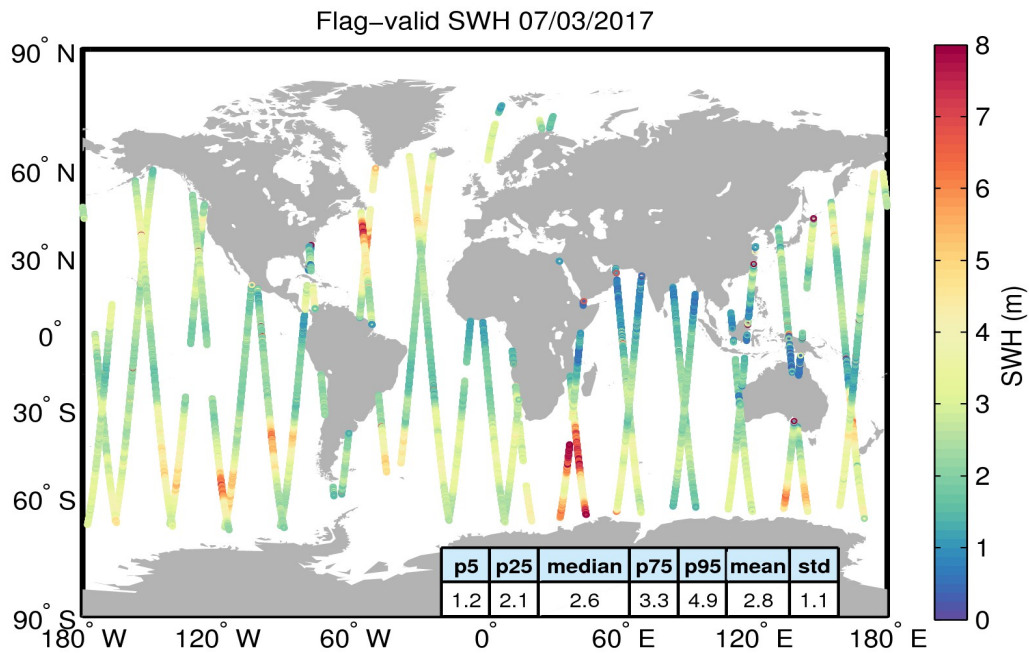 Flag−valid SWH 07/03/2017
90° N
60° N
30° N
0°
30° S
60° S
90° S
180° W
120° W
60° W
0°
60° E
120° E
180° E
p5 p25 median p75 p95 mean std
1.2 2.1 2.6 3.3 4.9 2.8 1.1
8
7
6
5
4
3
2
1
0
SWH (m)